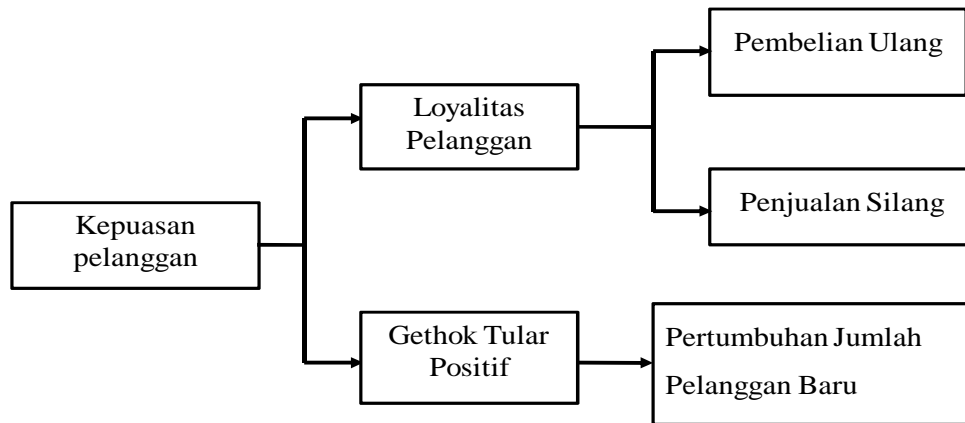 Pembelian Ulang
Loyalitas
Pelanggan
Penjualan Silang
Kepuasan
pelanggan
Gethok Tular
Positif
Pertumbuhan Jumlah
Pelanggan Baru